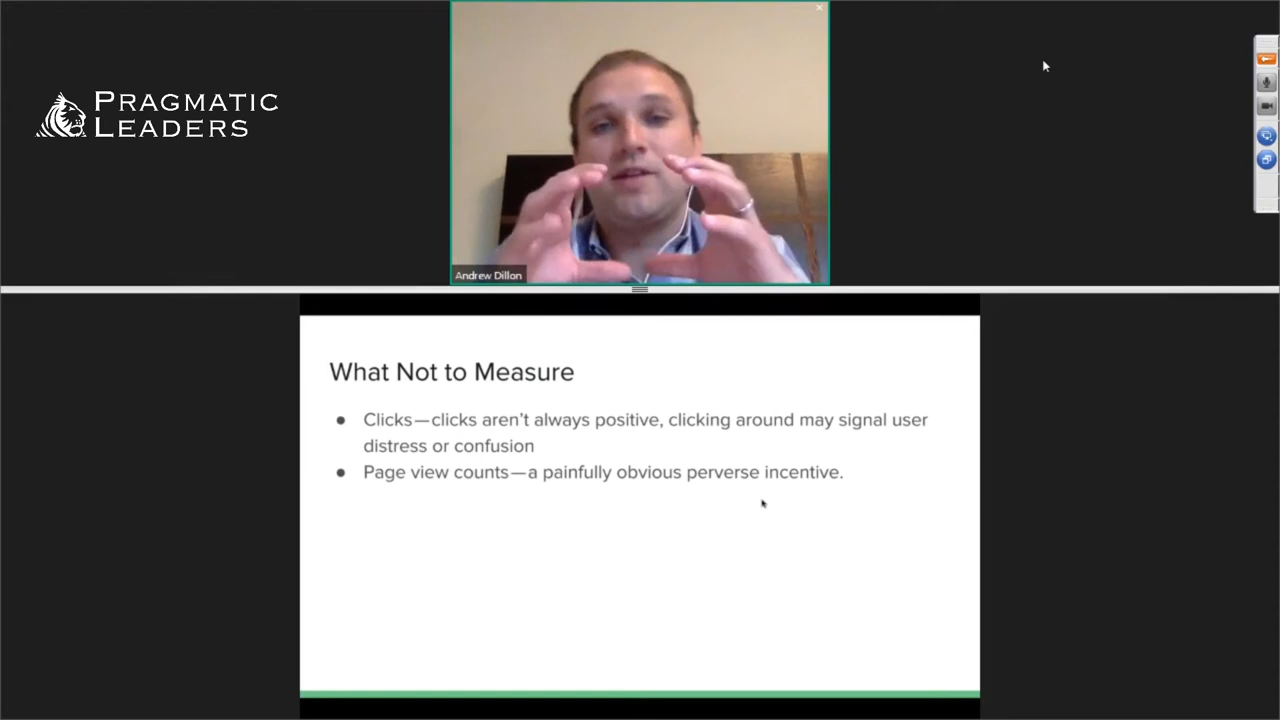 PRAGMATIC
LEADERS
Andrew Dillon
What Not to Measure
● Clicks—clicks aren't always positive, clicking around may signal user
distress or confusion
● Page view counts—a painfully obvious perverse incentive.